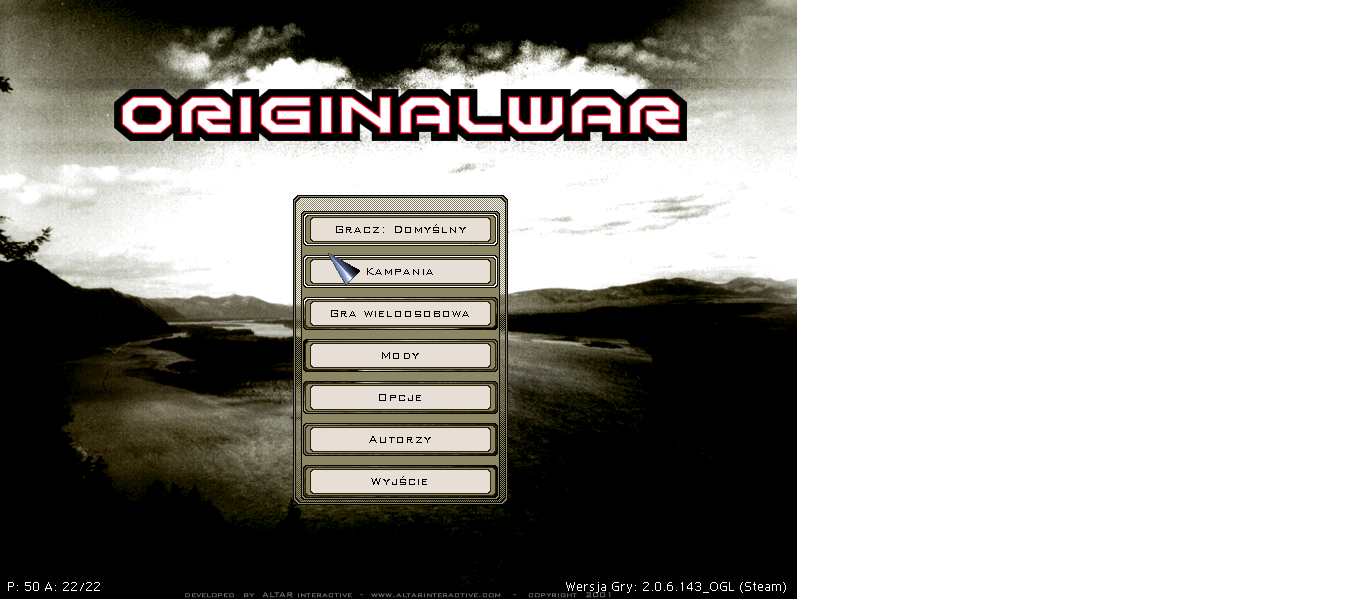 ORIGINALWAR
Gracz: Domyślny
Kampania
Gra wieloosobowa
Mody
Opcje
Autorzy
Wyjście
P: 50 A: 22/22
Wersja Gry: 2.0.6.143_OGL (Steam)
DEVELOPED BY ALTAR INTERACTIVE - WWW.ALTARINTERACTIVE.COM - COPYRIGHT 2001